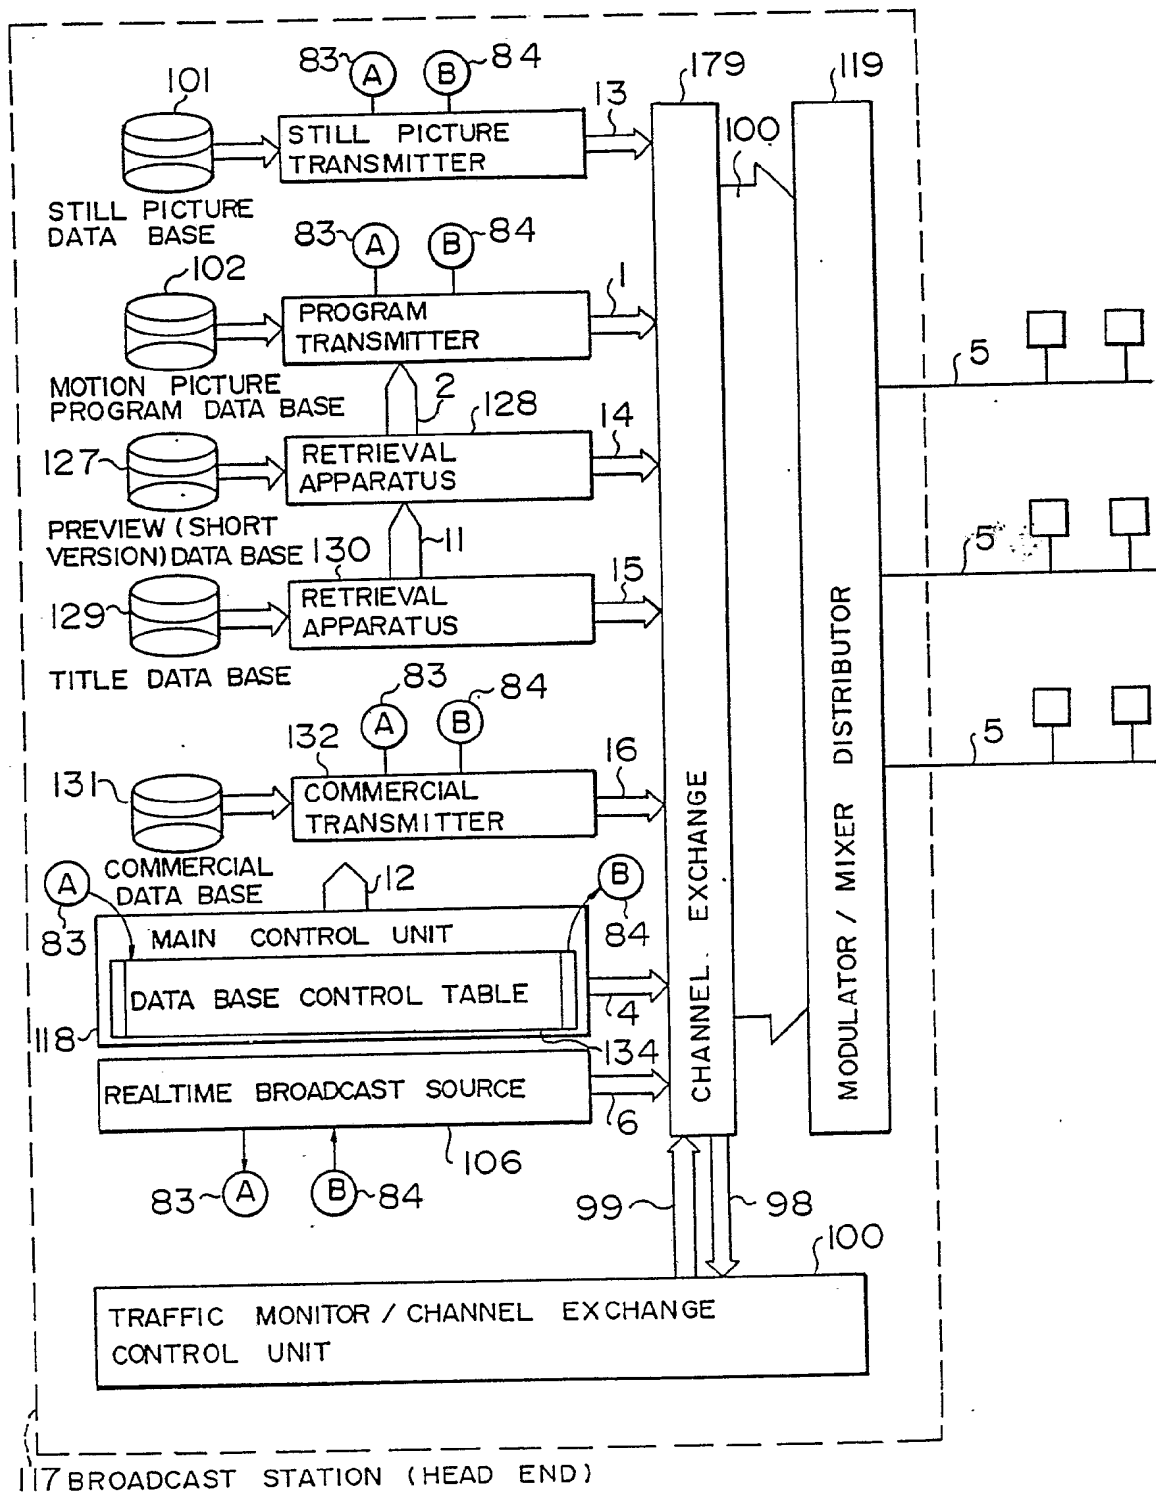 83 A B 84
101
179
119
13
100
STILL PICTURE
TRANSMITTER
STILL PICTURE
DATA BASE
83 A B 84
102
1
PROGRAM
TRANSMITTER
MOTION PICTURE
PROGRAM DATA BASE
2
128
14
5
127
RETRIEVAL
APPARATUS
PREVIEW (SHORT
VERSION) DATA BASE
130
11
15
5
129
RETRIEVAL
APPARATUS
TITLE DATA BASE
83 84
A B
132
16
5
131
COMMERCIAL
TRANSMITTER
COMMERCIAL
DATA BASE
12
A
83
B
84
MAIN CONTROL UNIT
DATA BASE CONTROL TABLE
118
134
4
REALTIME BROADCAST SOURCE
6
106
83 A B 84
CHANNEL. EXCHANGE
MODULATOR / MIXER DISTRIBUTOR
99
98
100
TRAFFIC MONITOR / CHANNEL EXCHANGE
CONTROL UNIT
117 BROADCAST STATION (HEAD END)